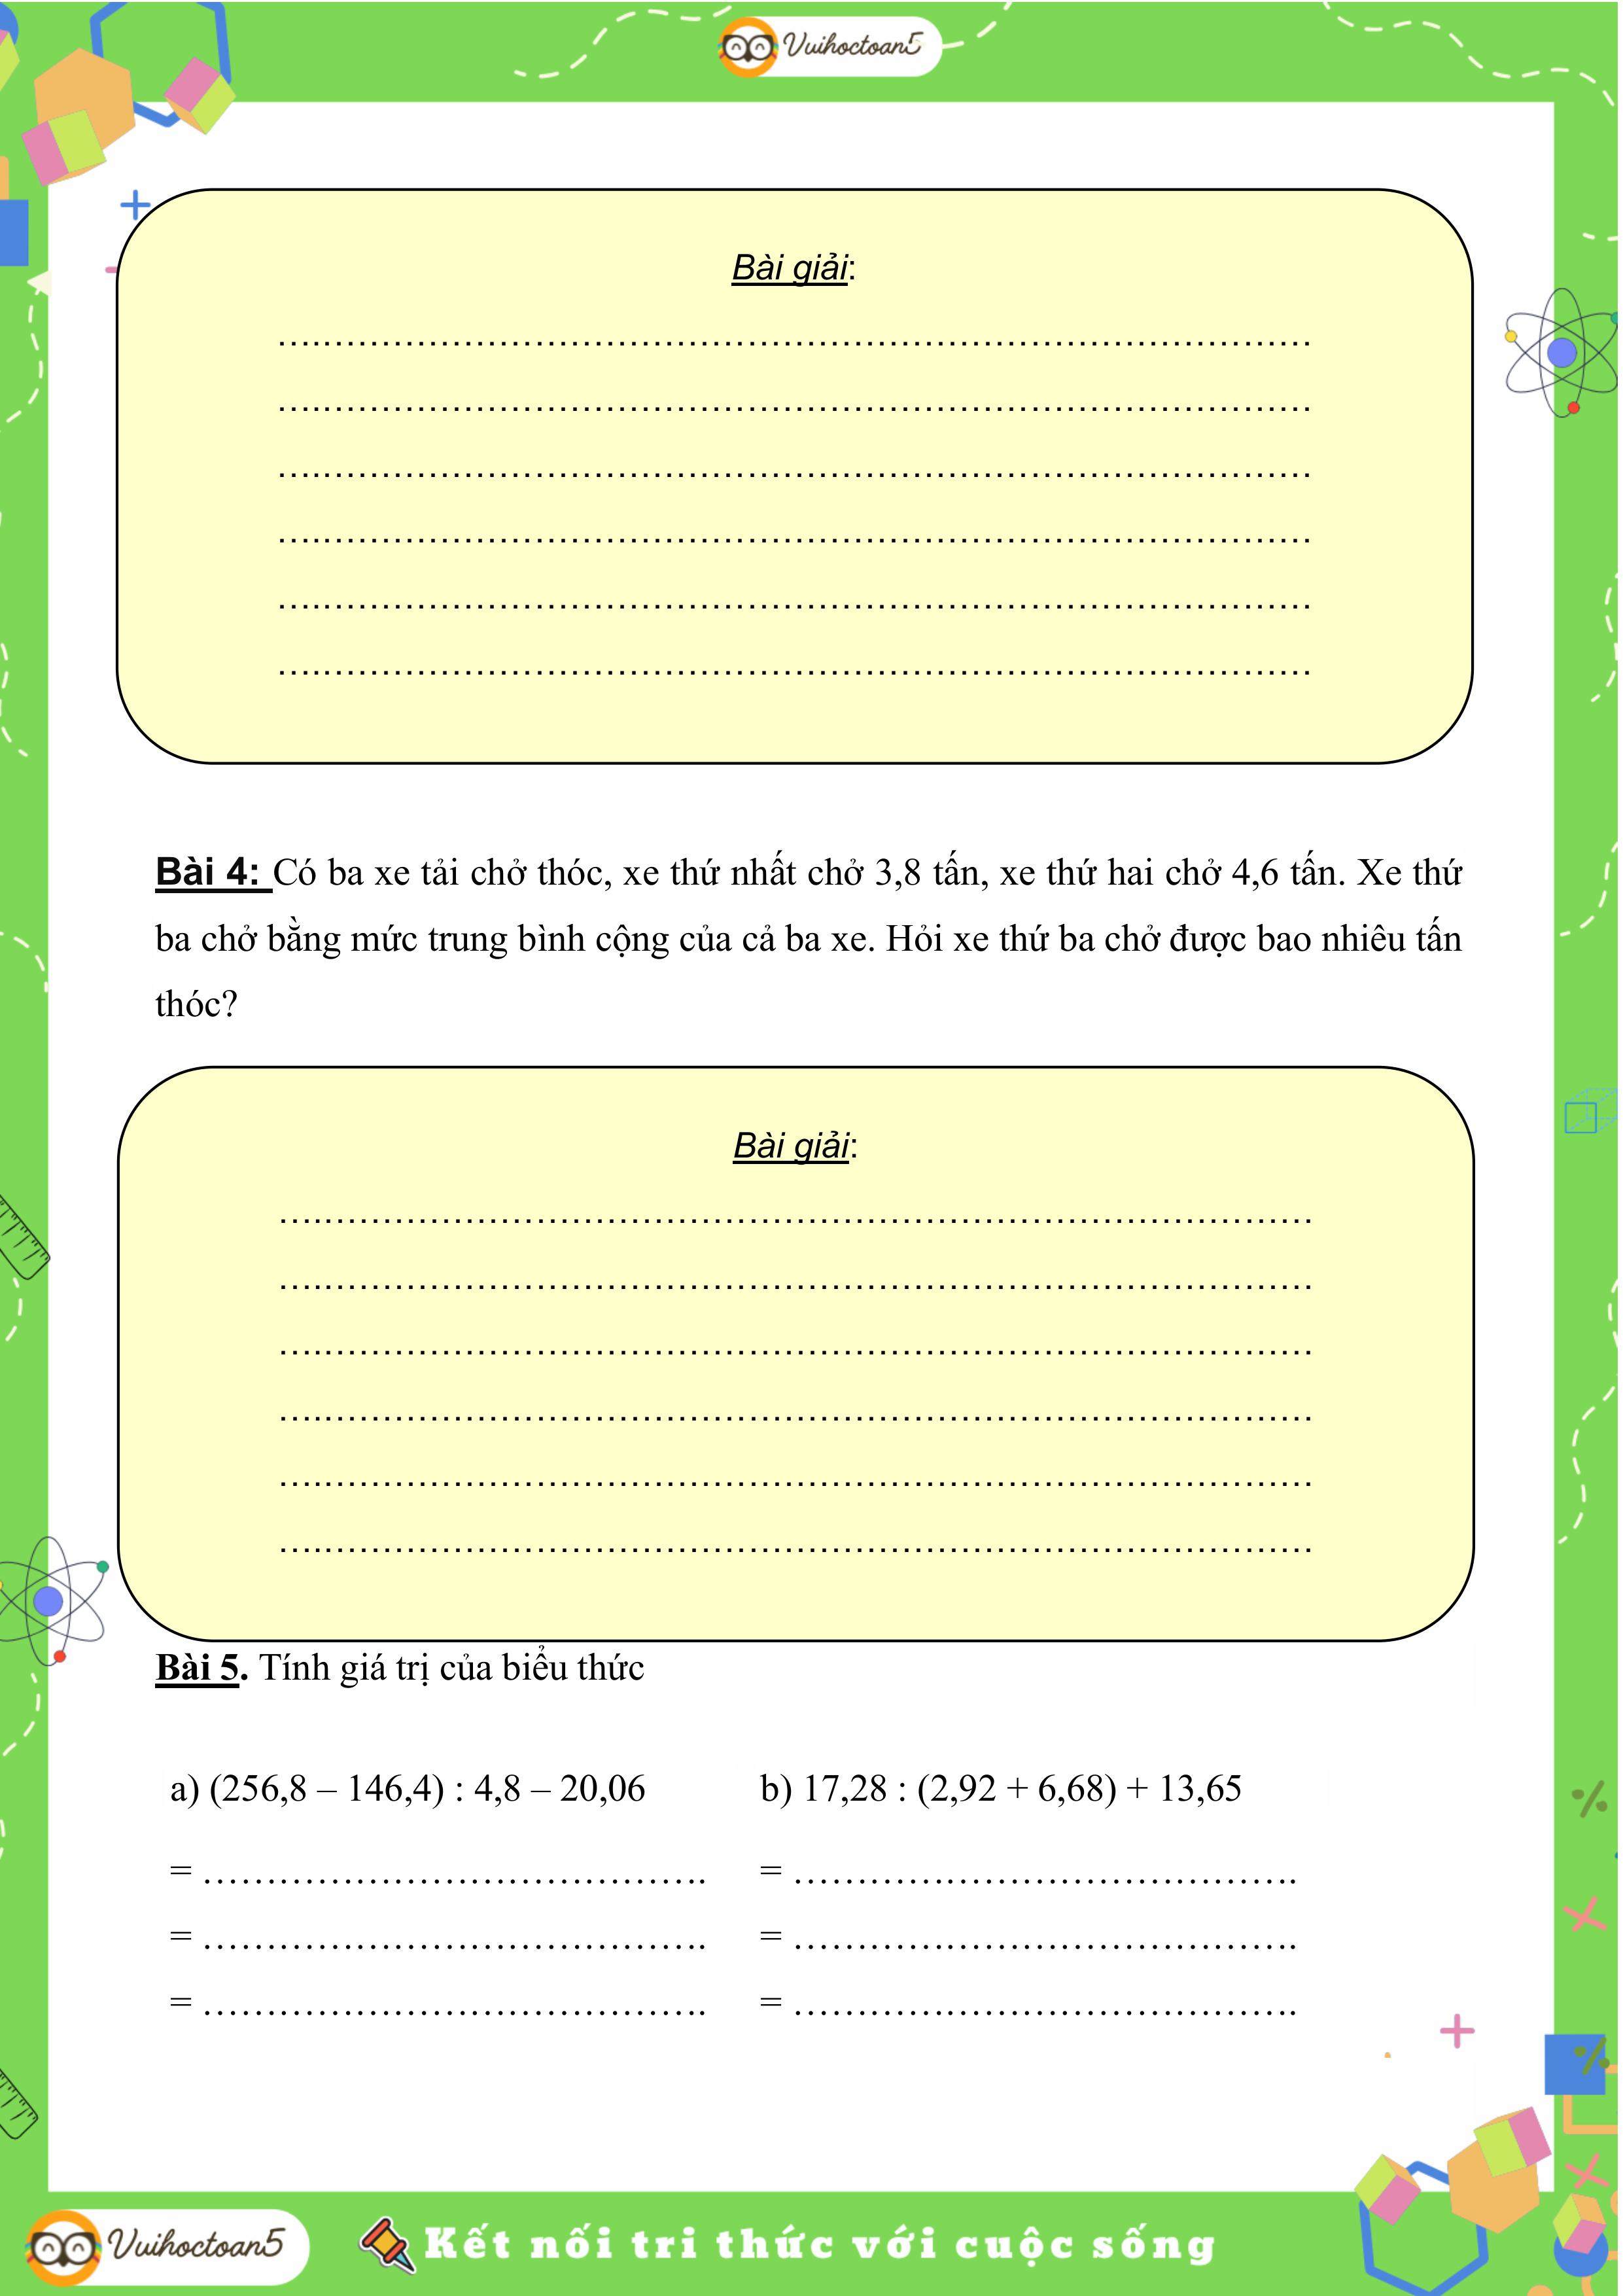 Vuihoctoan5
Bài giải:
……………………………………………………………………………………
……………………………………………………………………………………
……………………………………………………………………………………
……………………………………………………………………………………
……………………………………………………………………………………
……………………………………………………………………………………
Bài 4: Có ba xe tải chở thóc, xe thứ nhất chở 3,8 tấn, xe thứ hai chở 4,6 tấn. Xe thứ
ba chở bằng mức trung bình cộng của cả ba xe. Hỏi xe thứ ba chở được bao nhiêu tấn
thóc?
Bài giải:
……………………………………………………………………………………
……………………………………………………………………………………
……………………………………………………………………………………
……………………………………………………………………………………
……………………………………………………………………………………
……………………………………………………………………………………
Bài 5. Tính giá trị của biểu thức
a) (256,8 – 146,4) : 4,8 – 20,06 b) 17,28 : (2,92 + 6,68) + 13,65
= …………………………………. = ………………………………….
= …………………………………. = ………………………………….
= …………………………………. = ………………………………….
Vuihoctoan5 Kết nối tri thức với cuộc sống